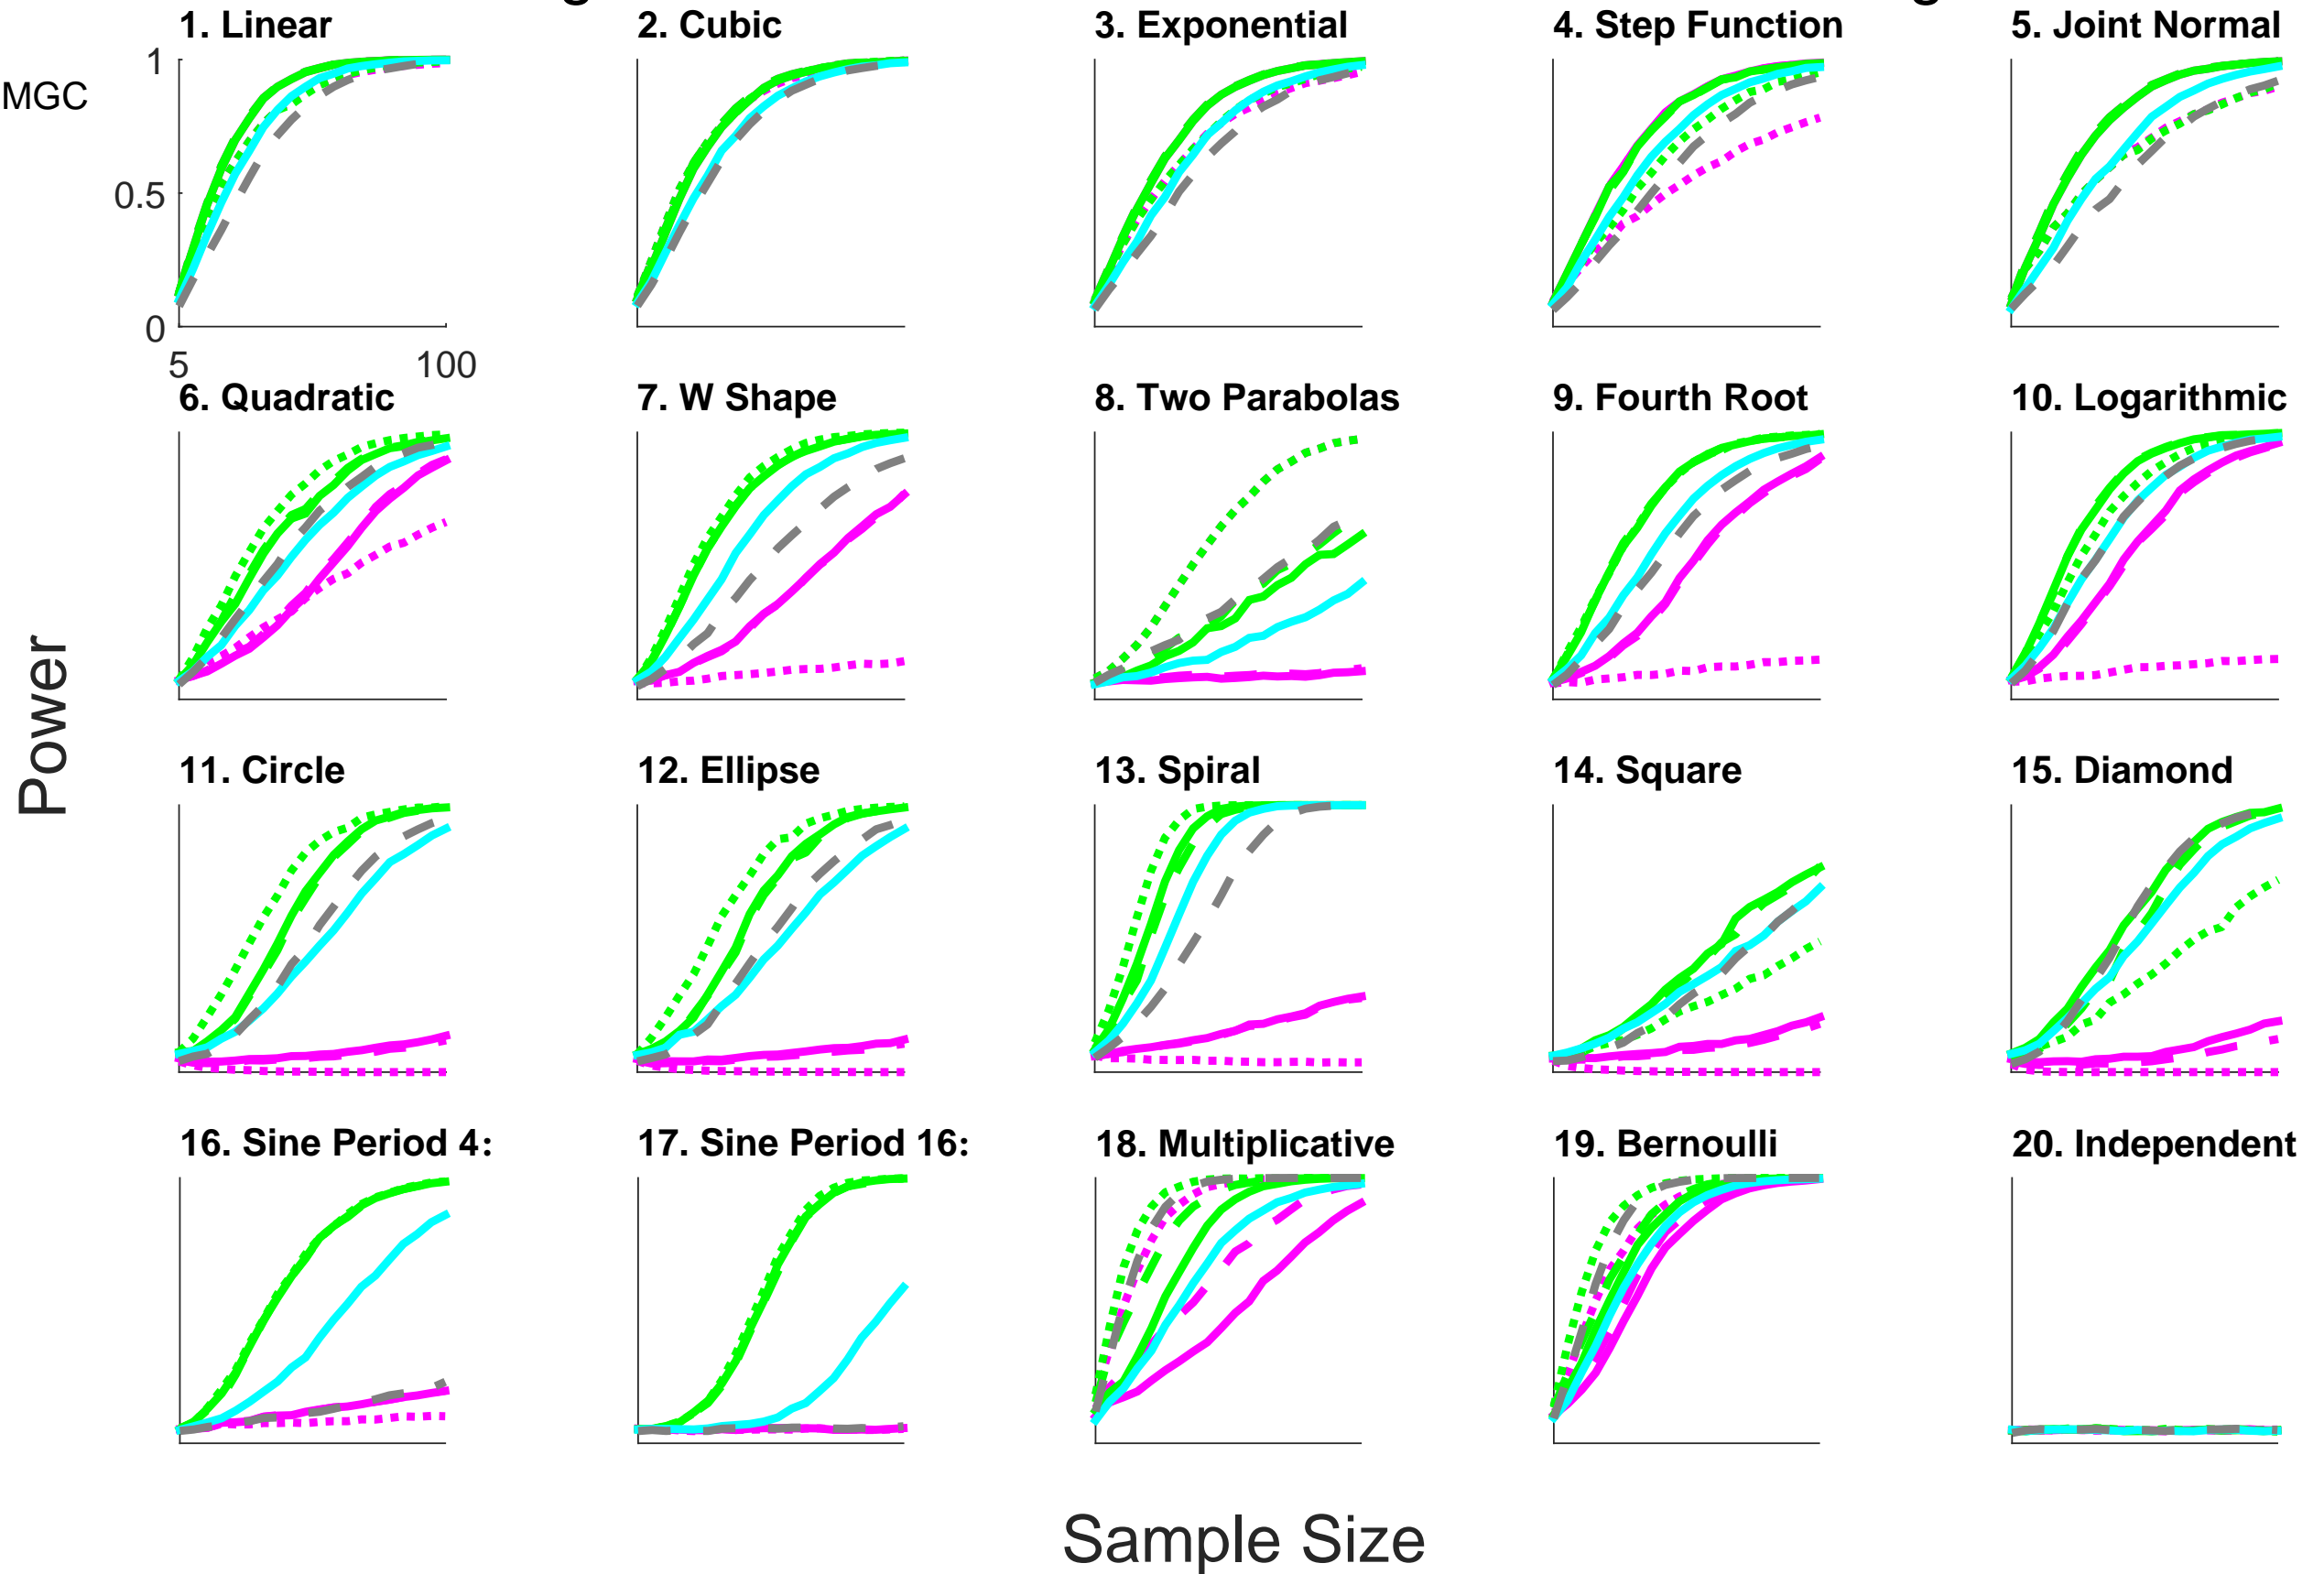 1. Linear
2. Cubic
3. Exponential
4. Step Function
5. Joint Normal
MGC
1
0.5
0
5
100
6. Quadratic
7. W Shape
8. Two Parabolas
9. Fourth Root
10. Logarithmic
Power
11. Circle
12. Ellipse
13. Spiral
14. Square
15. Diamond
16. Sine Period 4:
17. Sine Period 16:
18. Multiplicative
19. Bernoulli
20. Independent
Sample Size